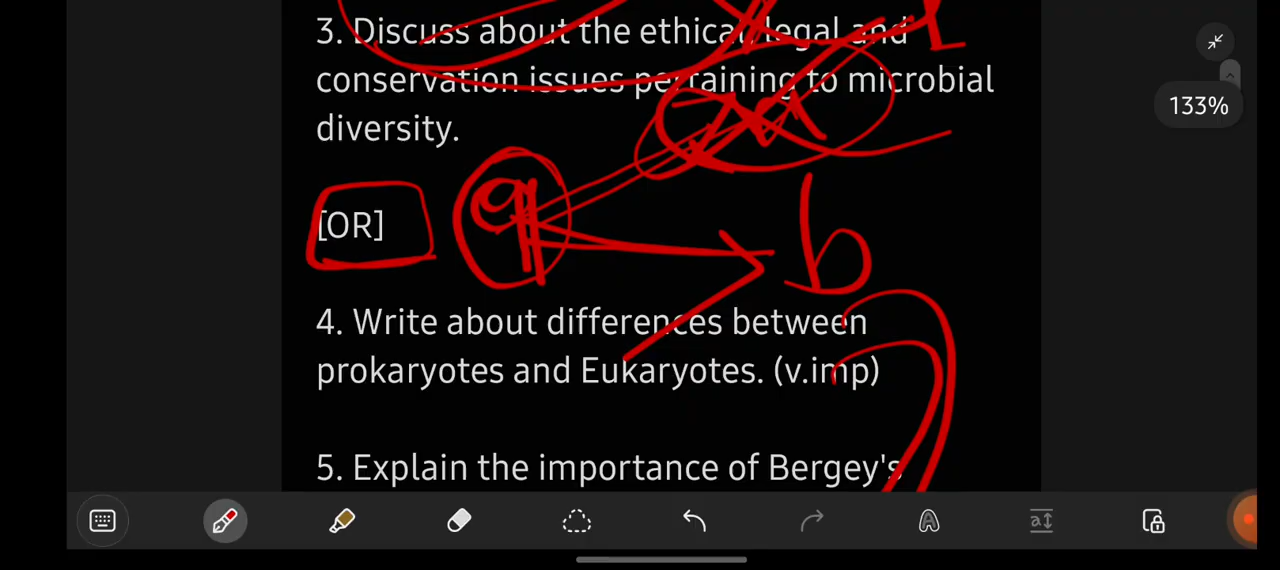 3. Discuss about the ethical, legal and
conservation issues pertaining to microbial
diversity.
133%
[OR]
b
4. Write about differences between
prokaryotes and Eukaryotes. (v.imp)
5. Explain the importance of Bergey's